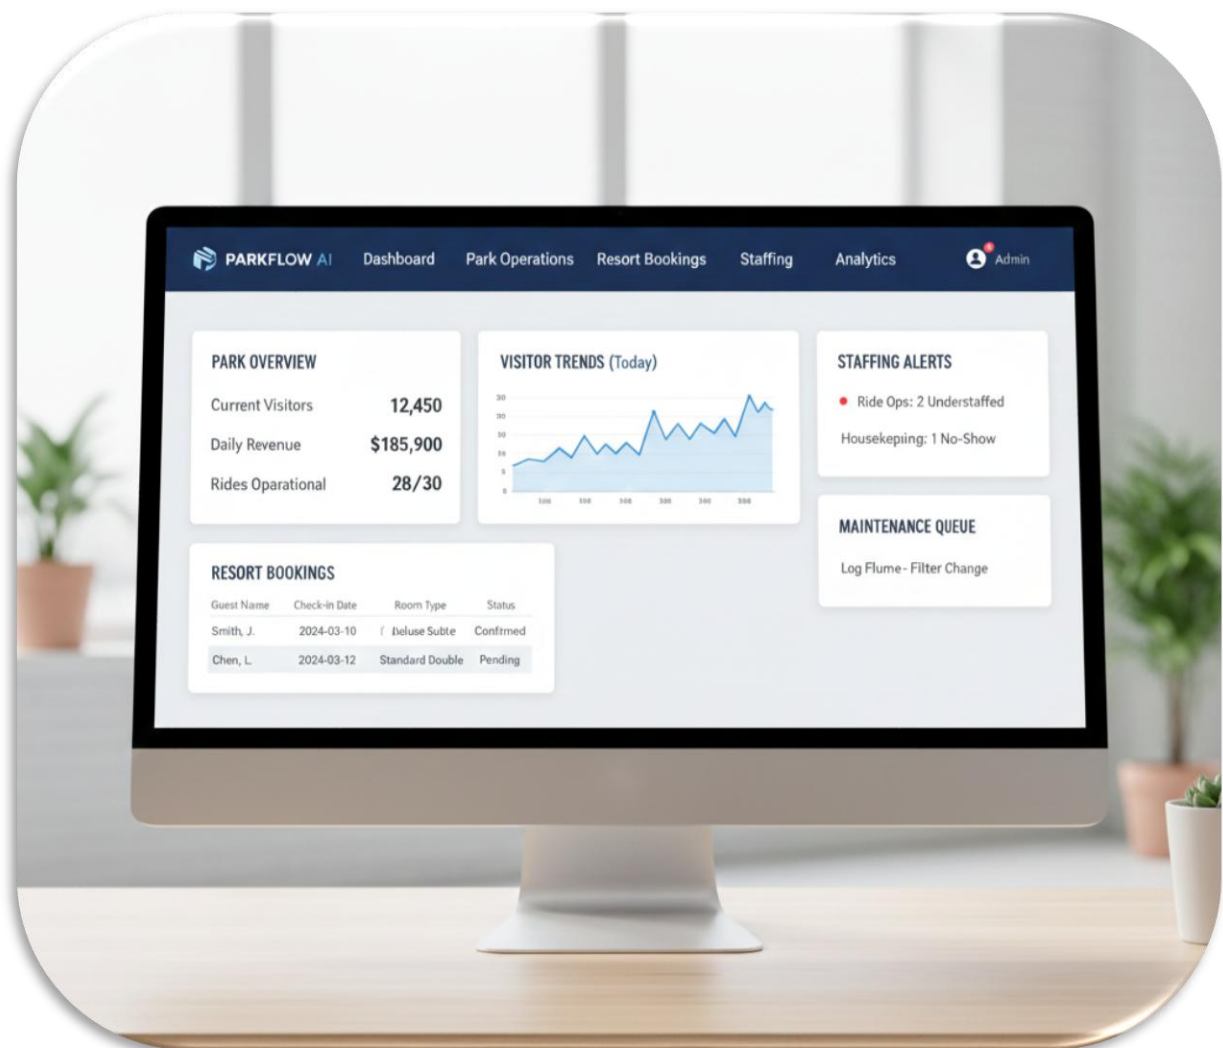 PARKFLOW AI Dashboard Park Operations Resort Bookings Staffing Analytics Admin
PARK OVERVIEW
Current Visitors 12,450
Daily Revenue $185,900
Rides Oparational 28/30
VISITOR TRENDS (Today)
STAFFING ALERTS
Ride Ops: 2 Understaffed
Housekepiing: 1 No-Show
MAINTENANCE QUEUE
Log Flume - Filter Change
RESORT BOOKINGS
Guest Name Check-in Date Room Type Status
Smith, J. 2024-03-10 Confirmed
Chen, L. 2024-03-12 Standard Double Pending